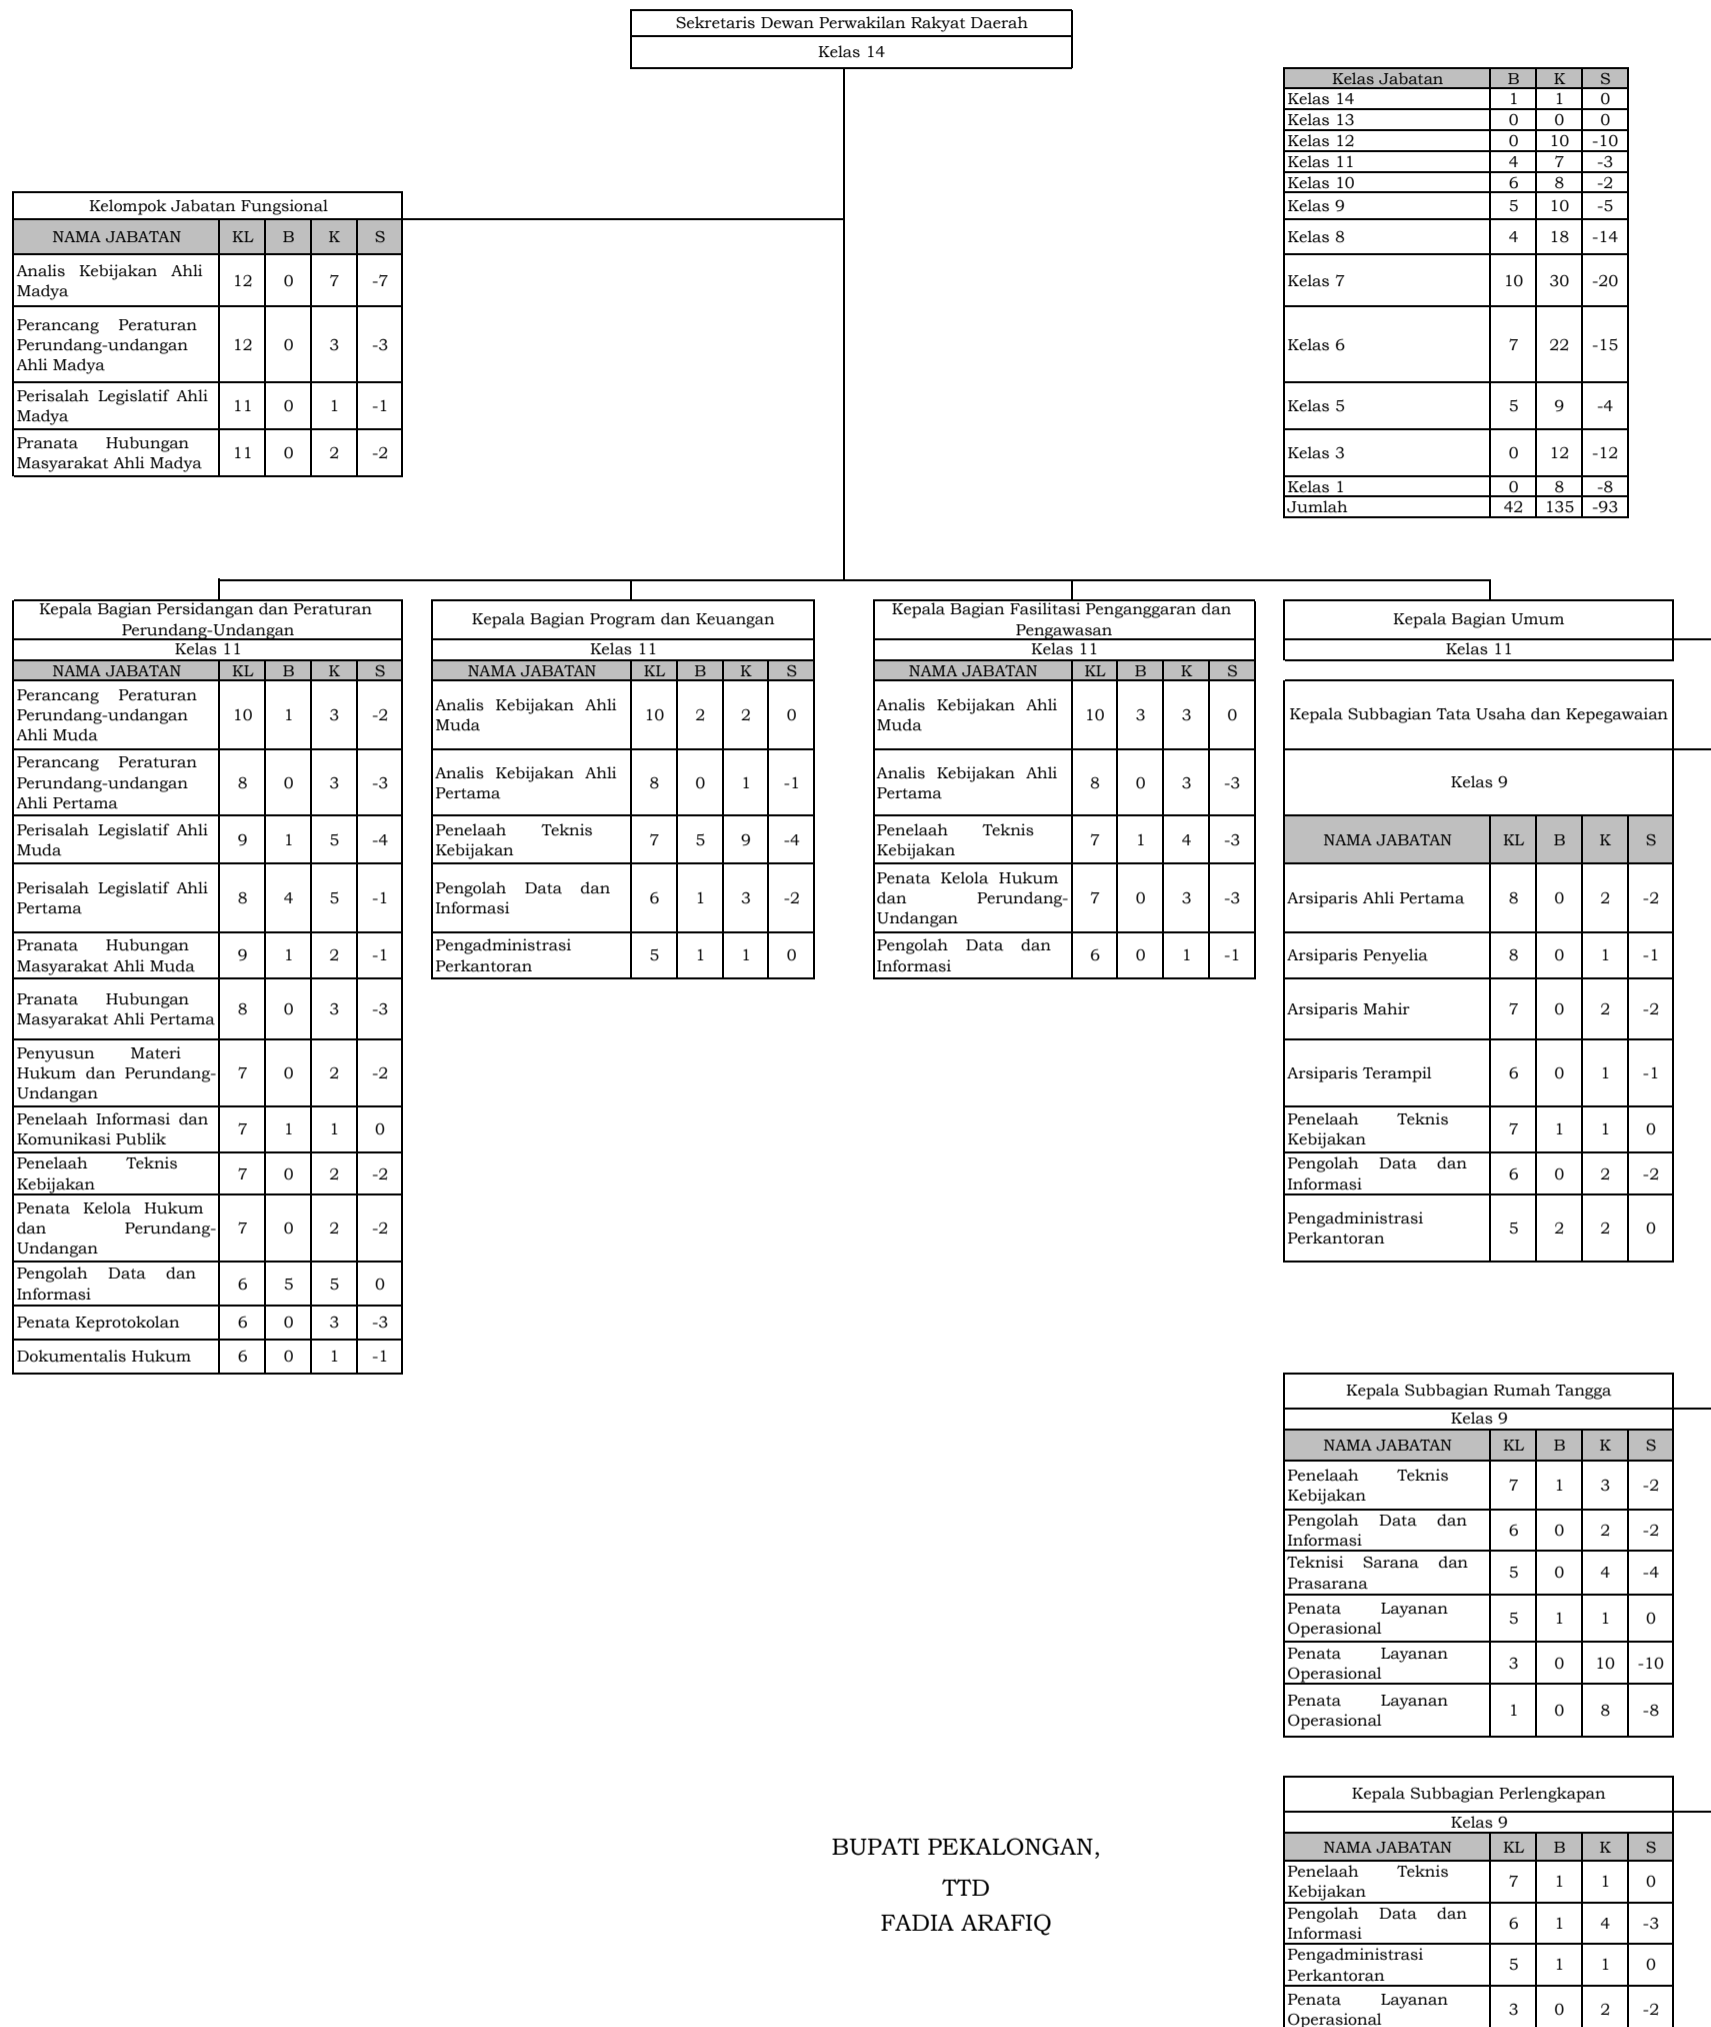 Sekretaris Dewan Perwakilan Rakyat Daerah
Kelas 14
Kelas Jabatan B K S
Kelas 14 1 1 0
Kelas 13 0 0 0
Kelas 12 0 10 -10
Kelas 11 4 7 -3
Kelas 10 6 8 -2
Kelas 9 5 10 -5
Kelas 8 4 18 -14
Kelas 7 10 30 -20
Kelas 6 7 22 -15
Kelas 5 5 9 -4
Kelas 3 0 12 -12
Kelas 1 0 8 -8
Jumlah 42 135 -93
Kelompok Jabatan Fungsional
NAMA JABATAN KL B K S
Analis Kebijakan Ahli
Madya 12 0 7 -7
Perancang Peraturan
Perundang-undangan 12 0 3 -3
Ahli Madya
Perisalah Legislatif Ahli
Madya 11 0 1 -1
Pranata Hubungan
Masyarakat Ahli Madya 11 0 2 -2
Kepala Bagian Persidangan dan Peraturan
Perundang-Undangan
Kelas 11
NAMA JABATAN KL B K S
Perancang Peraturan
Perundang-undangan 10 1 3 -2
Ahli Muda
Perancang Peraturan
Perundang-undangan 8 0 3 -3
Ahli Pertama
Perisalah Legislatif Ahli
Muda 9 1 5 -4
Perisalah Legislatif Ahli
Pertama 8 4 5 -1
Pranata Hubungan
Masyarakat Ahli Muda 9 1 2 -1
Pranata Hubungan
Masyarakat Ahli Pertama 8 0 3 -3
Penyusun Materi
Hukum dan Perundang- 7 0 2 -2
Undangan
Penelaah Informasi dan
Komunikasi Publik 7 1 1 0
Penelaah Teknis
Kebijakan 7 0 2 -2
Penata Kelola Hukum
dan Perundang- 7 0 2 -2
Undangan
Pengolah Data dan
Informasi 6 5 5 0
Penata Keprotokolan 6 0 3 -3
Dokumentalis Hukum 6 0 1 -1
Kepala Bagian Program dan Keuangan
Kelas 11
NAMA JABATAN KL B K S
Analis Kebijakan Ahli
Muda 10 2 2 0
Analis Kebijakan Ahli
Pertama 8 0 1 -1
Penelaah Teknis
Kebijakan 7 5 9 -4
Pengolah Data dan
Informasi 6 1 3 -2
Pengadministrasi
Perkantoran 5 1 1 0
Kepala Bagian Fasilitasi Penganggaran dan
Pengawasan
Kelas 11
NAMA JABATAN KL B K S
Analis Kebijakan Ahli
Muda 10 3 3 0
Analis Kebijakan Ahli
Pertama 8 0 3 -3
Penelaah Teknis
Kebijakan 7 1 4 -3
Penata Kelola Hukum
dan Perundang- 7 0 3 -3
Undangan
Pengolah Data dan
Informasi 6 0 1 -1
Kepala Bagian Umum
Kelas 11
Kepala Subbagian Tata Usaha dan Kepegawaian
Kelas 9
NAMA JABATAN KL B K S
Arsiparis Ahli Pertama 8 0 2 -2
Arsiparis Penyelia 8 0 1 -1
Arsiparis Mahir 7 0 2 -2
Arsiparis Terampil 6 0 1 -1
Penelaah Teknis
Kebijakan 7 1 1 0
Pengolah Data dan
Informasi 6 0 2 -2
Pengadministrasi
Perkantoran 5 2 2 0
Kepala Subbagian Rumah Tangga
Kelas 9
NAMA JABATAN KL B K S
Penelaah Teknis
Kebijakan 7 1 3 -2
Pengolah Data dan
Informasi 6 0 2 -2
Teknisi Sarana dan
Prasarana 5 0 4 -4
Penata Layanan
Operasional 5 1 1 0
Penata Layanan
Operasional 3 0 10 -10
Penata Layanan
Operasional 1 0 8 -8
Kepala Subbagian Perlengkapan
Kelas 9
NAMA JABATAN KL B K S
Penelaah Teknis
Kebijakan 7 1 1 0
Pengolah Data dan
Informasi 6 1 4 -3
Pengadministrasi
Perkantoran 5 1 1 0
Penata Layanan
Operasional 3 0 2 -2
BUPATI PEKALONGAN,
TTD
FADIA ARAFIQ